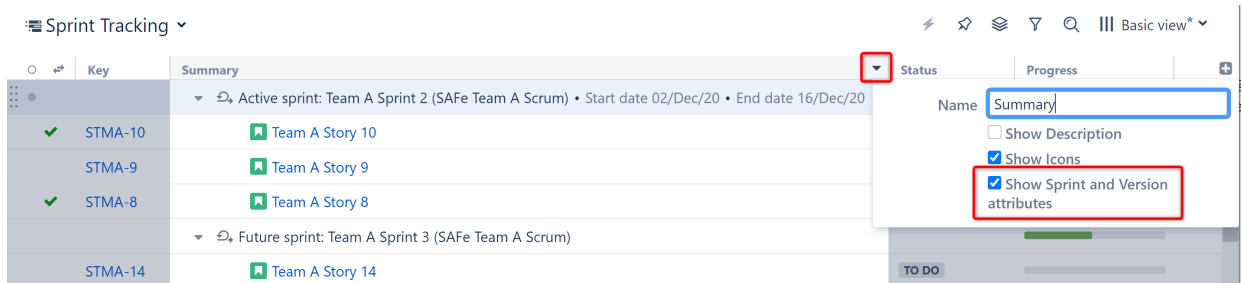 Sprint Tracking
Basic view*
Key Summary Status Progress
Active sprint: Team A Sprint 2 (SAFe Team A Scrum) • Start date 02/Dec/20 • End date 16/Dec/20
Name Summary
STMA-10 Team A Story 10
Show Description
Show Icons
STMA-9 Team A Story 9
Show Sprint and Version
attributes
STMA-8 Team A Story 8
Future sprint: Team A Sprint 3 (SAFe Team A Scrum)
STMA-14 Team A Story 14 TO DO